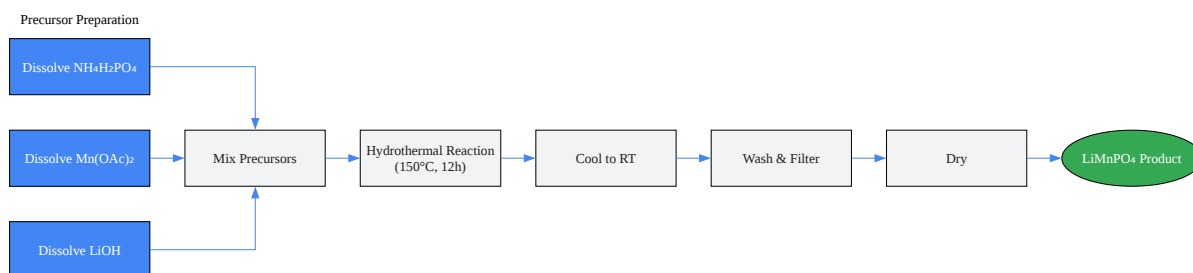 Precursor Preparation
Dissolve NH₄H₂PO₄
Dissolve Mn(OAc)₂
Dissolve LiOH
Mix Precursors
Hydrothermal Reaction
(150°C, 12h)
Cool to RT
Wash & Filter
Dry
LiMnPO₄ Product